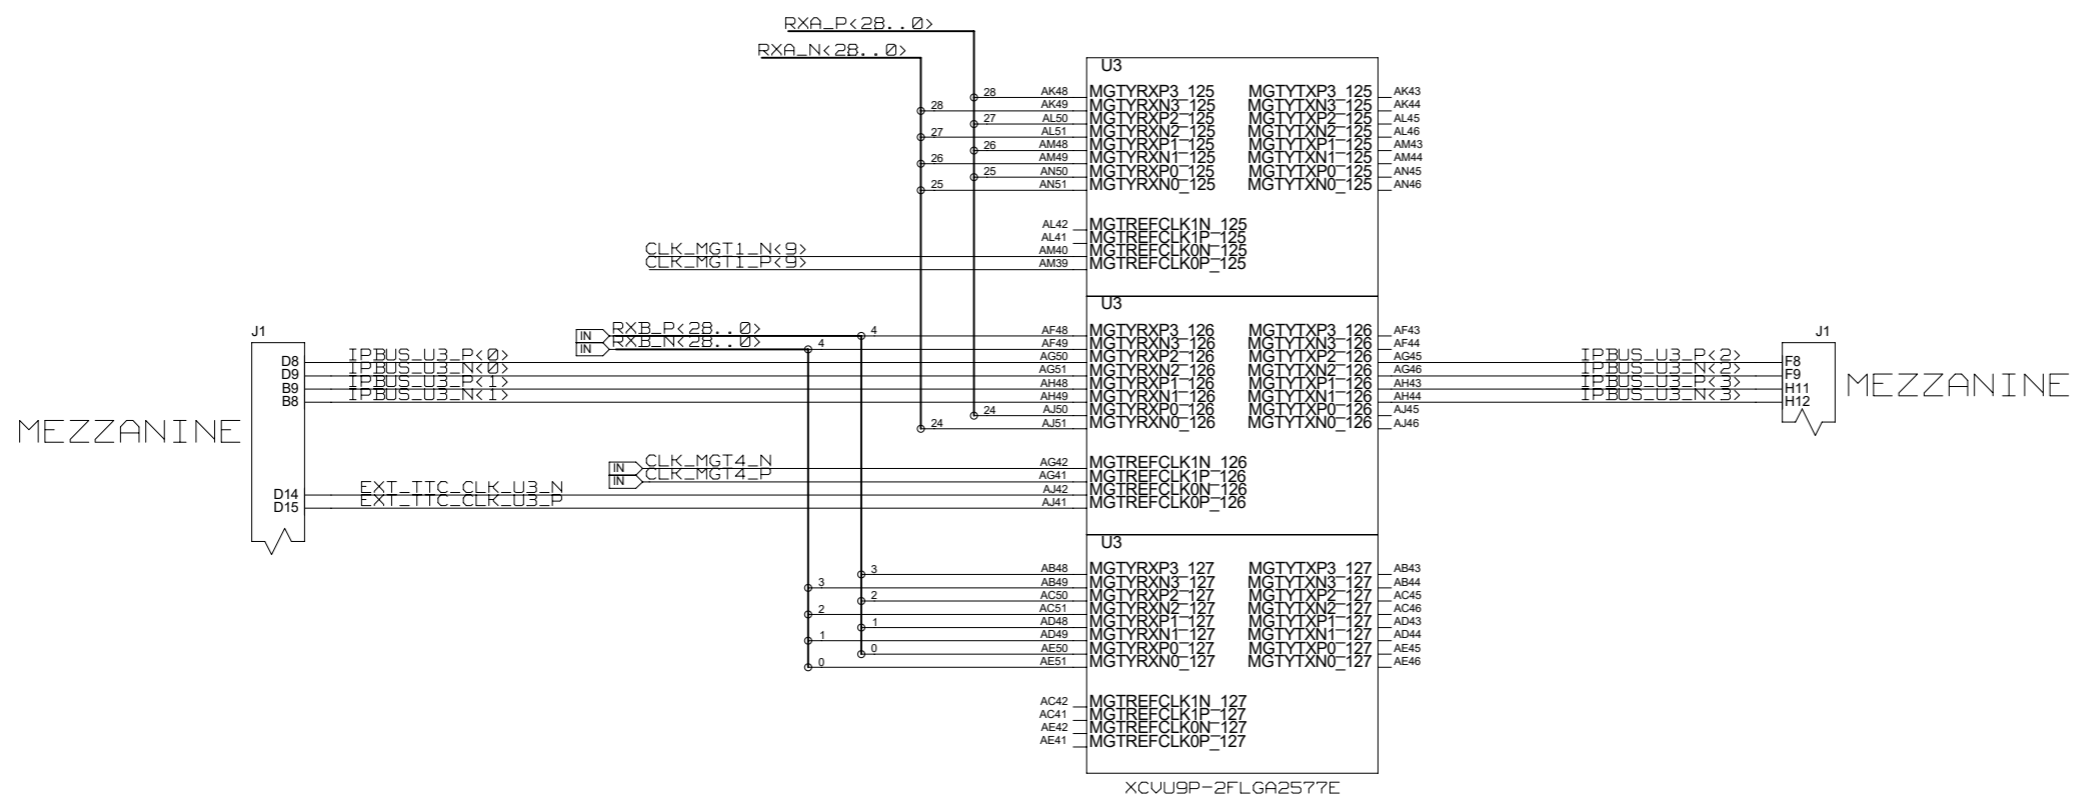 RXA_P<28..0>
RXA_N<28..0>
U3
28 AK48 MGTYRXP3_125 MGTYTXP3_125 AK43
28 AK49 MGTYRXN3_125 MGTYTXN3_125 AK44
27 AL50 MGTYRXP2_125 MGTYTXP2_125 AL45
27 AL51 MGTYRXN2_125 MGTYTXN2_125 AL46
26 AM48 MGTYRXP1_125 MGTYTXP1_125 AM43
26 AM49 MGTYRXN1_125 MGTYTXN1_125 AM44
25 AN50 MGTYRXP0_125 MGTYTXP0_125 AN45
25 AN51 MGTYRXN0_125 MGTYTXN0_125 AN46
AL42 MGTREFCLK1N_125
AL41 MGTREFCLK1P_125
CLK_MGT1_N<9> AM40 MGTREFCLK0N_125
CLK_MGT1_P<9> AM39 MGTREFCLK0P_125
U3
J1
J1
IN RXB_P<28..0> 4 AF48 MGTYRXP3_126 MGTYTXP3_126 AF43
IN RXB_N<28..0> 4 AF49 MGTYRXN3_126 MGTYTXN3_126 AF44
D8 IPBUS_U3_P<0> AG50 MGTYRXP2_126 MGTYTXP2_126 AG45 IPBUS_U3_P<2> F8
D9 IPBUS_U3_N<0> AG51 MGTYRXN2_126 MGTYTXN2_126 AG46 IPBUS_U3_N<2> F9
B9 IPBUS_U3_P<1> AH48 MGTYRXP1_126 MGTYTXP1_126 AH43 IPBUS_U3_P<3> H11
B8 IPBUS_U3_N<1> AH49 MGTYRXN1_126 MGTYTXN1_126 AH44 IPBUS_U3_N<3> H12
MEZZANINE
24 AJ50 MGTYRXP0_126 MGTYTXP0_126 AJ45
24 AJ51 MGTYRXN0_126 MGTYTXN0_126 AJ46
MEZZANINE
IN CLK_MGT4_N AG42 MGTREFCLK1N_126
IN CLK_MGT4_P AG41 MGTREFCLK1P_126
D14 EXT_TTC_CLK_U3_N AJ42 MGTREFCLK0N_126
D15 EXT_TTC_CLK_U3_P AJ41 MGTREFCLK0P_126
U3
3 AB48 MGTYRXP3_127 MGTYTXP3_127 AB43
3 AB49 MGTYRXN3_127 MGTYTXN3_127 AB44
2 AC50 MGTYRXP2_127 MGTYTXP2_127 AC45
2 AC51 MGTYRXN2_127 MGTYTXN2_127 AC46
1 AD48 MGTYRXP1_127 MGTYTXP1_127 AD43
1 AD49 MGTYRXN1_127 MGTYTXN1_127 AD44
0 AE50 MGTYRXP0_127 MGTYTXP0_127 AE45
0 AE51 MGTYRXN0_127 MGTYTXN0_127 AE46
AC42 MGTREFCLK1N_127
AC41 MGTREFCLK1P_127
AE42 MGTREFCLK0N_127
AE41 MGTREFCLK0P_127
XCVU9P-2FLGA2577E